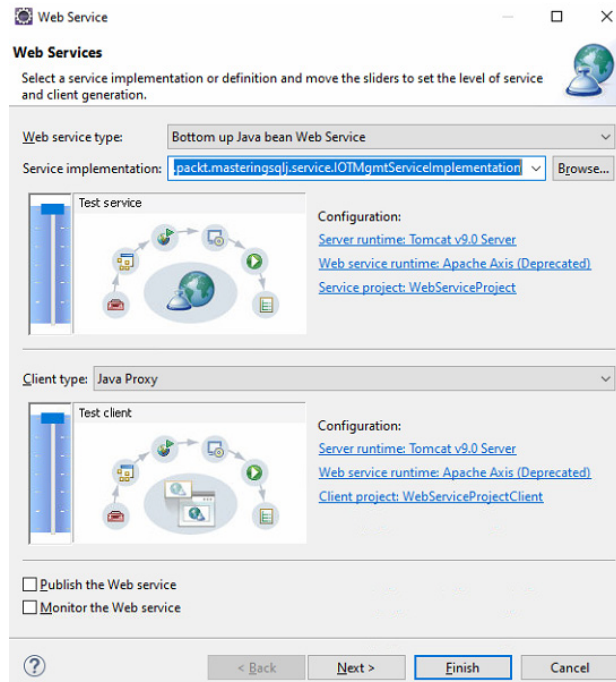 Web Service
Web Services
Select a service implementation or definition and move the sliders to set the level of service
and client generation.
Web service type: Bottom up Java bean Web Service
Service implementation: .packt.masteringsqlj.service.IOTMgmtServiceImplementation Browse...
Test service
Configuration:
Server runtime: Tomcat v9.0 Server
Web service runtime: Apache Axis (Deprecated)
Service project: WebServiceProject
Client type: Java Proxy
Test client
Configuration:
Server runtime: Tomcat v9.0 Server
Web service runtime: Apache Axis (Deprecated)
Client project: WebServiceProjectClient
Publish the Web service
Monitor the Web service
? < Back Next > Finish Cancel